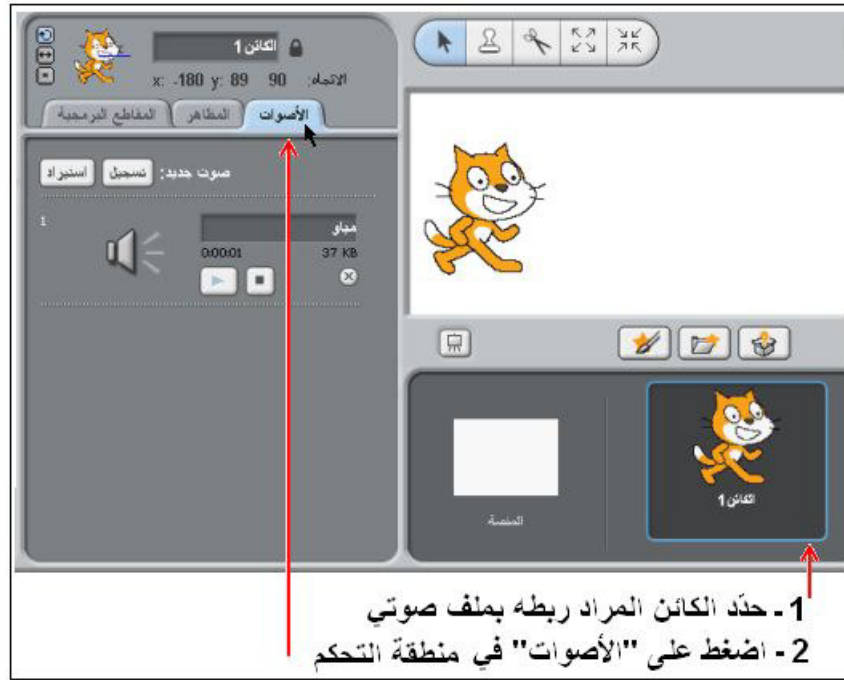 الكائن 1
x: -180 y: 89 90 :الاتجاه
الأصوات
المظاهر
المقاطع البرمجية
صوت جديد:
تسجيل
استيراد
1
مياو
0:00:01
37 KB
المنصة
الكائن 1
1 - حدّد الكائن المراد ربطه بملف صوتي
2 - اضغط على "الأصوات" في منطقة التحكم